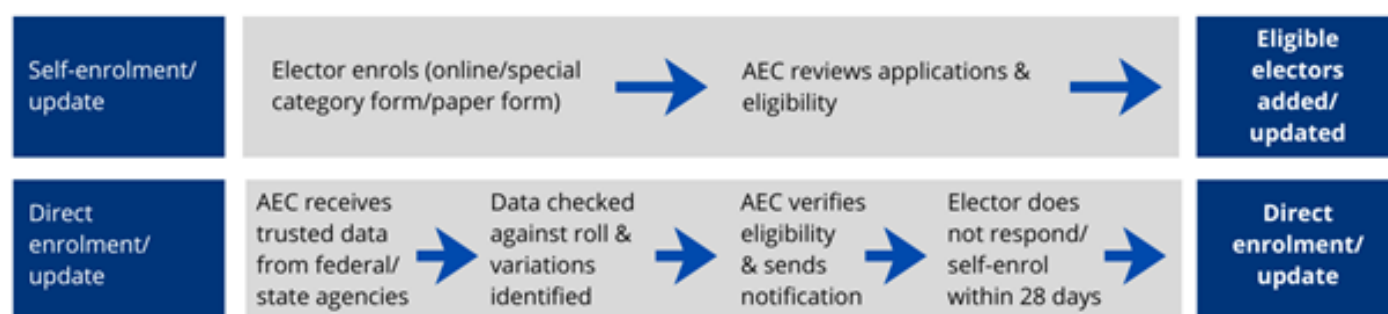 Self-enrolment/
update
Elector enrols (online/special
category form/paper form)
AEC reviews applications &
eligibility
Eligible
electors
added/
updated
Direct
enrolment/
update
AEC receives
trusted data
from federal/
state agencies
Data checked
against roll &
variations
identified
AEC verifies
eligibility
& sends
notification
Elector does
not respond/
self-enrol
within 28 days
Direct
enrolment/
update